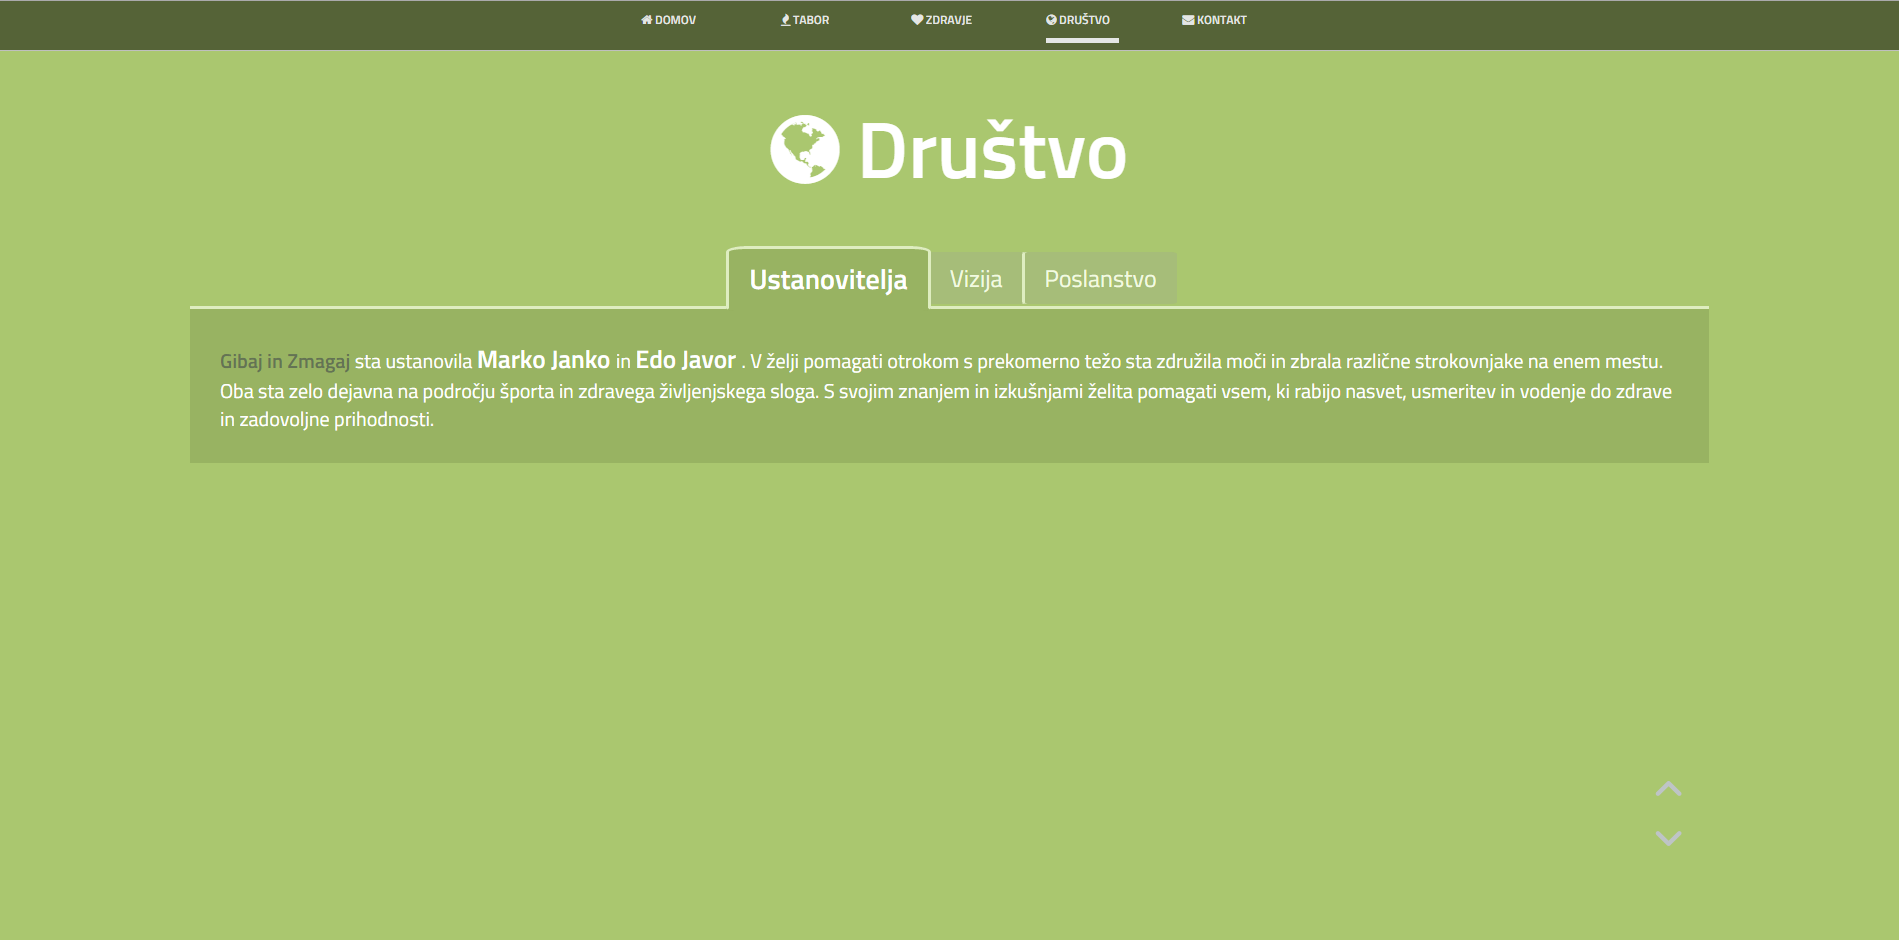 DOMOV TABOR ZDRAVJE DRUŠTVO KONTAKT
Društvo
Ustanovitelja Vizija Poslanstvo
Gibaj in Zmagaj sta ustanovila Marko Janko in Edo Javor . V želji pomagati otrokom s prekomerno težo sta združila moči in zbrala različne strokovnjake na enem mestu.
Oba sta zelo dejavna na področju športa in zdravega življenjskega sloga. S svojim znanjem in izkušnjami želita pomagati vsem, ki rabijo nasvet, usmeritev in vodenje do zdrave
in zadovoljne prihodnosti.